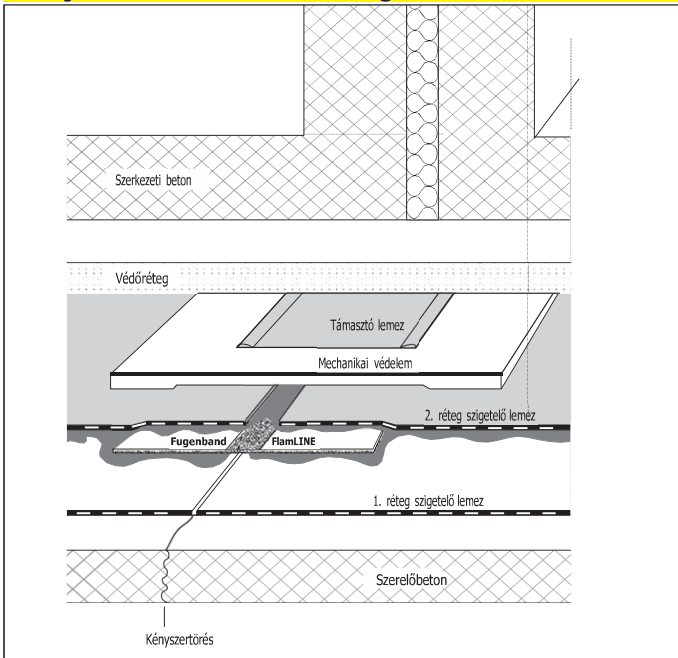 Szerkezeti beton
Védőréteg
Támasztó lemez
Mechanikai védelem
2. réteg szigetelő lemez
Fugenband FlamLINE
1. réteg szigetelő lemez
Szerelőbeton
Kényszertörés